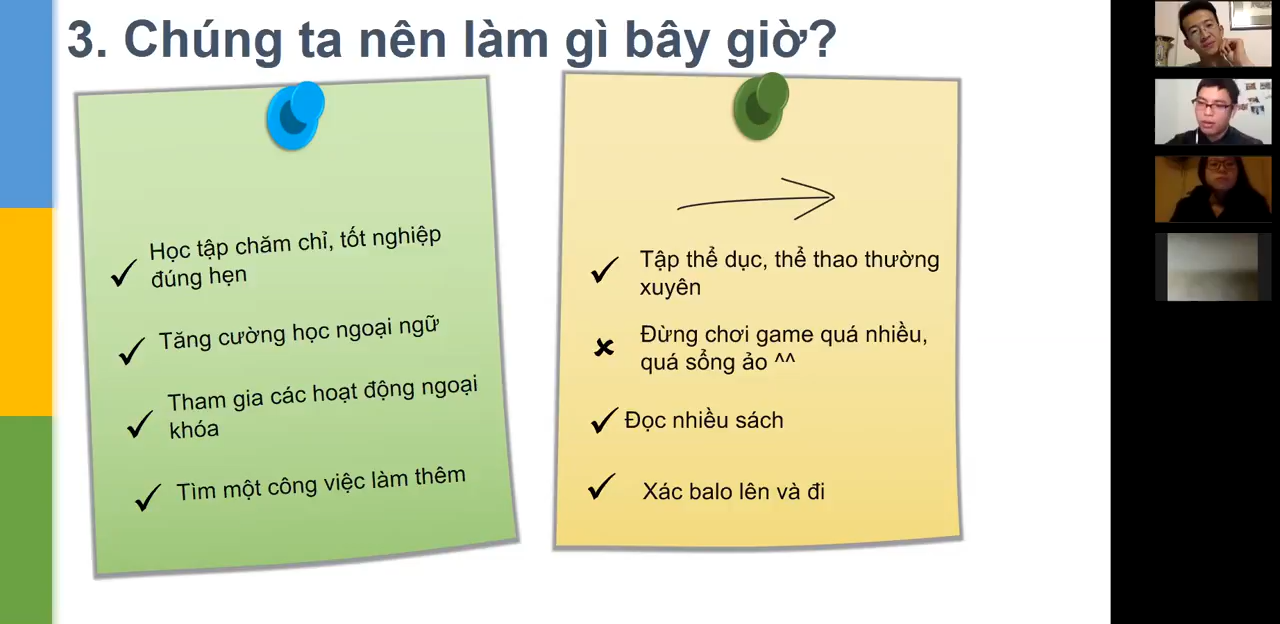 3. Chúng ta nên làm gì bây giờ?
Học tập chăm chỉ, tốt nghiệp
đúng hẹn
Tăng cường học ngoại ngữ
Tham gia các hoạt động ngoại
khóa
Tìm một công việc làm thêm
Tập thể dục, thể thao thường
xuyên
Đừng chơi game quá nhiều,
quá sổng ảo ^^
Đọc nhiều sách
Xác balo lên và đi